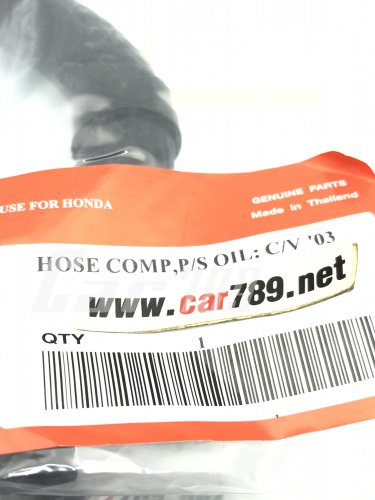 USE FOR HONDA
GENUINE PARTS
Made in Thailand
HOSE COMP,P/S OIL: C/V '03
www.car789.net
QTY
1